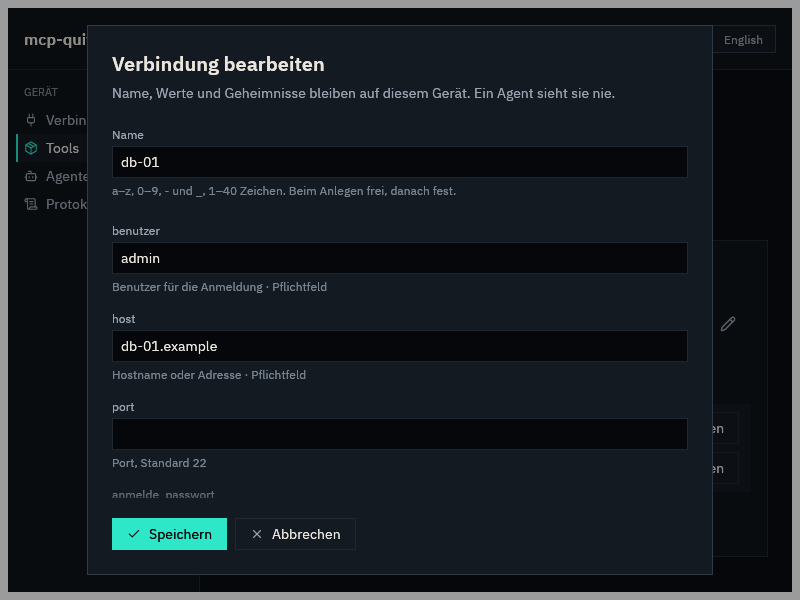 mcp-qui
English
GERÄT
Verbin
Tools
Agente
Protok
Verbindung bearbeiten
Name, Werte und Geheimnisse bleiben auf diesem Gerät. Ein Agent sieht sie nie.
Name
db-01
a–z, 0–9, - und _, 1–40 Zeichen. Beim Anlegen frei, danach fest.
benutzer
admin
Benutzer für die Anmeldung · Pflichtfeld
host
db-01.example
Hostname oder Adresse · Pflichtfeld
port
Port, Standard 22
anmelde_passwort
Speichern
Abbrechen
en
en